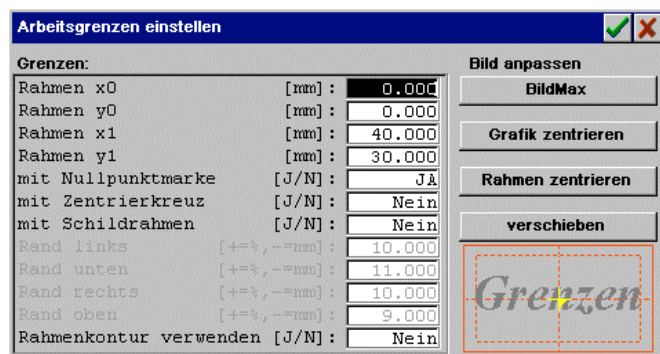 Arbeitsgrenzen einstellen
Grenzen:
Rahmen x0 [mm]: 0.000
Rahmen y0 [mm]: 0.000
Rahmen x1 [mm]: 40.000
Rahmen y1 [mm]: 30.000
mit Nullpunktmarke [J/N]: JA
mit Zentrierkreuz [J/N]: Nein
mit Schildrahmen [J/N]: Nein
Rand links [+=%,-=mm]: 10.000
Rand unten [+=%,-=mm]: 11.000
Rand rechts [+=%,-=mm]: 10.000
Rand oben [+=%,-=mm]: 9.000
Rahmenkontur verwenden [J/N]: Nein
Bild anpassen
BildMax
Grafik zentrieren
Rahmen zentrieren
verschieben
Grenzen